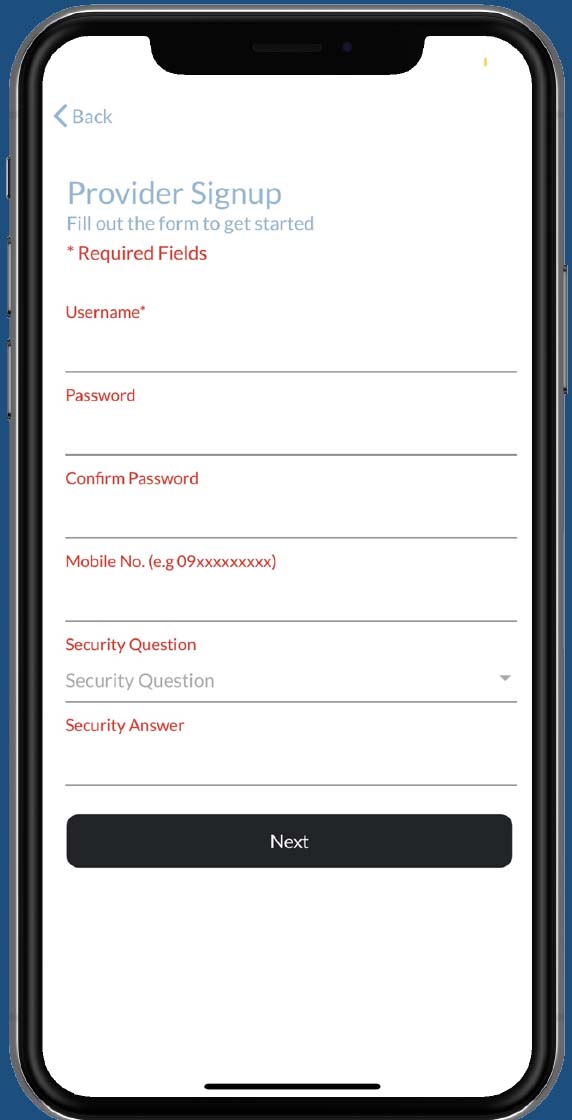 Back
Provider Signup
Fill out the form to get started
* Required Fields
Username*
Password
Confirm Password
Mobile No. (e.g 09xxxxxxxxx)
Security Question
Security Question
Security Answer
Next